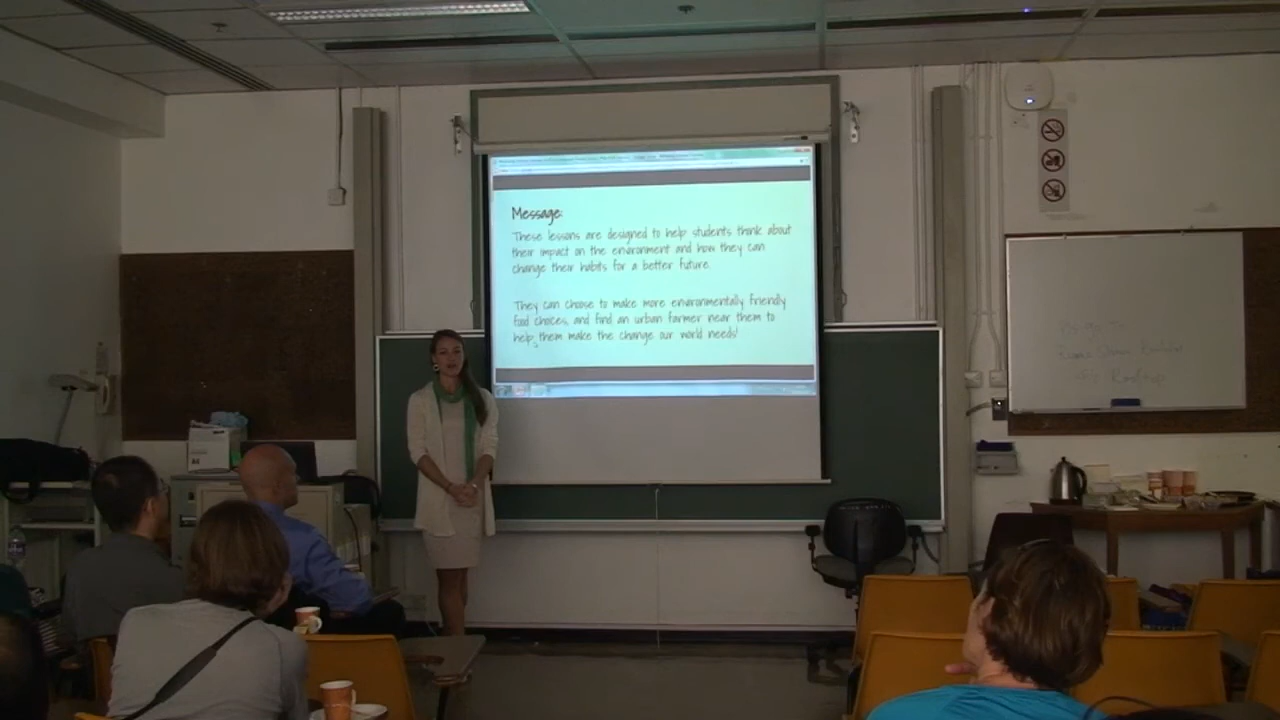 Message:
These lessons are designed to help students think about
their impact on the environment and how they can
change their habits for a better future.
They can choose to make more environmentally friendly
food choices, and find an urban farmer near them to
help them make the change our world needs!